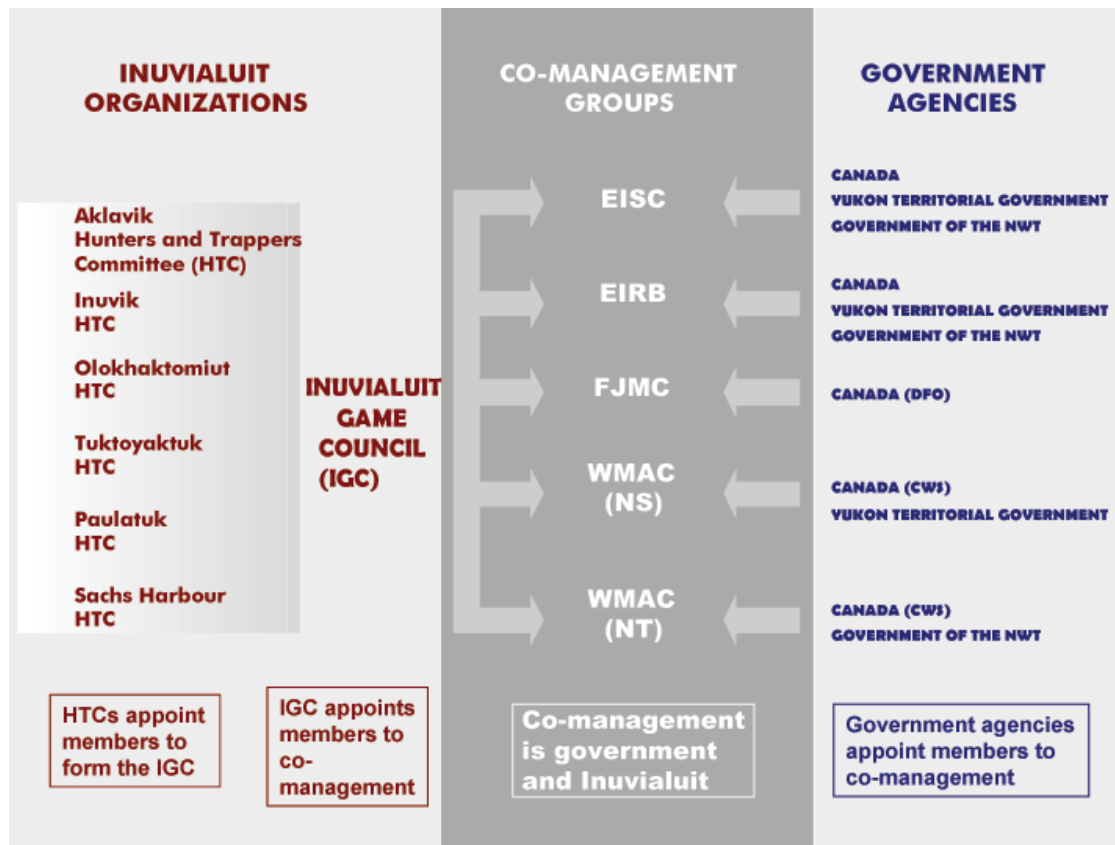 INUVIALUIT
ORGANIZATIONS
Aklavik
Hunters and Trappers
Committee (HTC)
Inuvik
HTC
Olokhaktomiut
HTC
Tuktoyaktuk
HTC
Paulatuk
HTC
Sachs Harbour
HTC
INUVIALUIT
GAME
COUNCIL
(IGC)
HTCs appoint
members to
form the IGC
IGC appoints
members to
co-
management
CO-MANAGEMENT
GROUPS
EISC
EIRB
FJMC
WMAC
(NS)
WMAC
(NT)
Co-management
is government
and Inuvialuit
GOVERNMENT
AGENCIES
CANADA
YUKON TERRITORIAL GOVERNMENT
GOVERNMENT OF THE NWT
CANADA
YUKON TERRITORIAL GOVERNMENT
GOVERNMENT OF THE NWT
CANADA (DFO)
CANADA (CWS)
YUKON TERRITORIAL GOVERNMENT
CANADA (CWS)
GOVERNMENT OF THE NWT
Government agencies
appoint members to
co-management